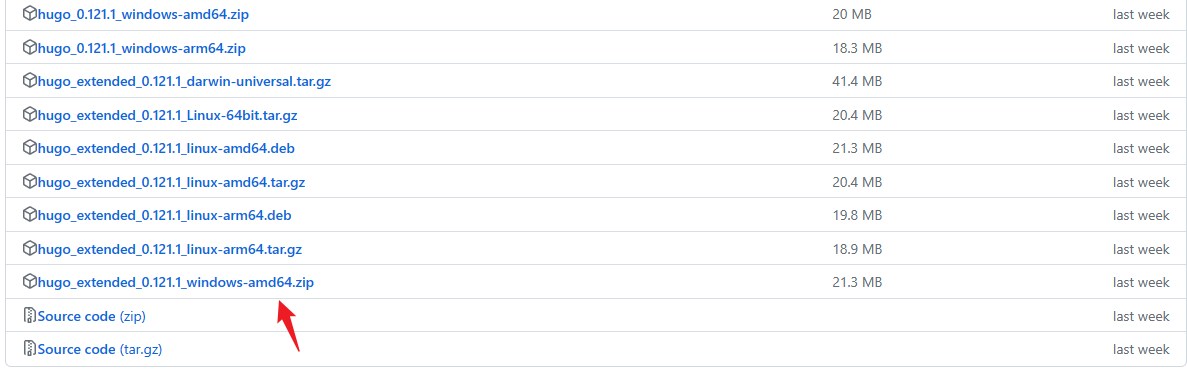 hugo_0.121.1_windows-amd64.zip 20 MB last week
hugo_0.121.1_windows-arm64.zip 18.3 MB last week
hugo_extended_0.121.1_darwin-universal.tar.gz 41.4 MB last week
hugo_extended_0.121.1_Linux-64bit.tar.gz 20.4 MB last week
hugo_extended_0.121.1_linux-amd64.deb 21.3 MB last week
hugo_extended_0.121.1_linux-amd64.tar.gz 20.4 MB last week
hugo_extended_0.121.1_linux-arm64.deb 19.8 MB last week
hugo_extended_0.121.1_linux-arm64.tar.gz 18.9 MB last week
hugo_extended_0.121.1_windows-amd64.zip 21.3 MB last week
Source code (zip) last week
Source code (tar.gz) last week